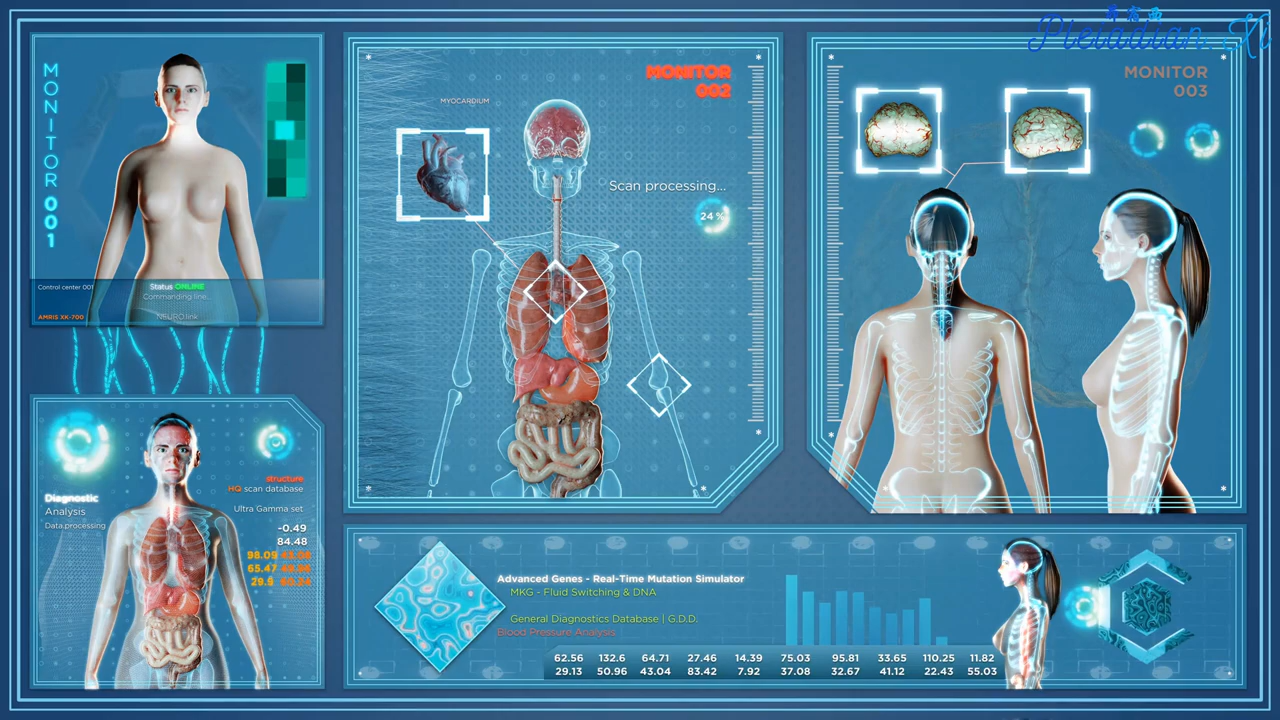 Pleiadian Xi
MONITOR 001
Control center 001
Status ONLINE
Commanding line...
AMRIS XK-700
NEURO link
MONITOR
002
MYOCARDIUM
Scan processing...
24 %
MONITOR
003
Diagnostic
Analysis
Data processing
structure
HQ scan database
Ultra Gamma set
-0.49
84.48
98.09
65.47
29.5
Advanced Genes - Real-Time Mutation Simulator
MKG - Fluid Switching & DNA
General Diagnostics Database | G.D.D.
Blood Pressure Analysis
62.56 132.6 64.71 27.46 14.39 75.03 95.81 33.65 110.25 11.82
29.13 50.96 43.04 83.42 7.92 37.08 32.67 41.12 22.43 55.03